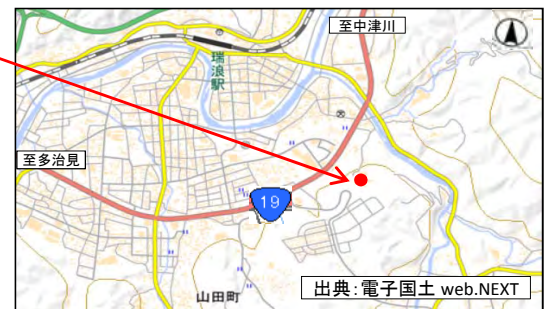 至中津川
瑞浪駅
至多治見
19
山田町
出典：電子国土 web.NEXT